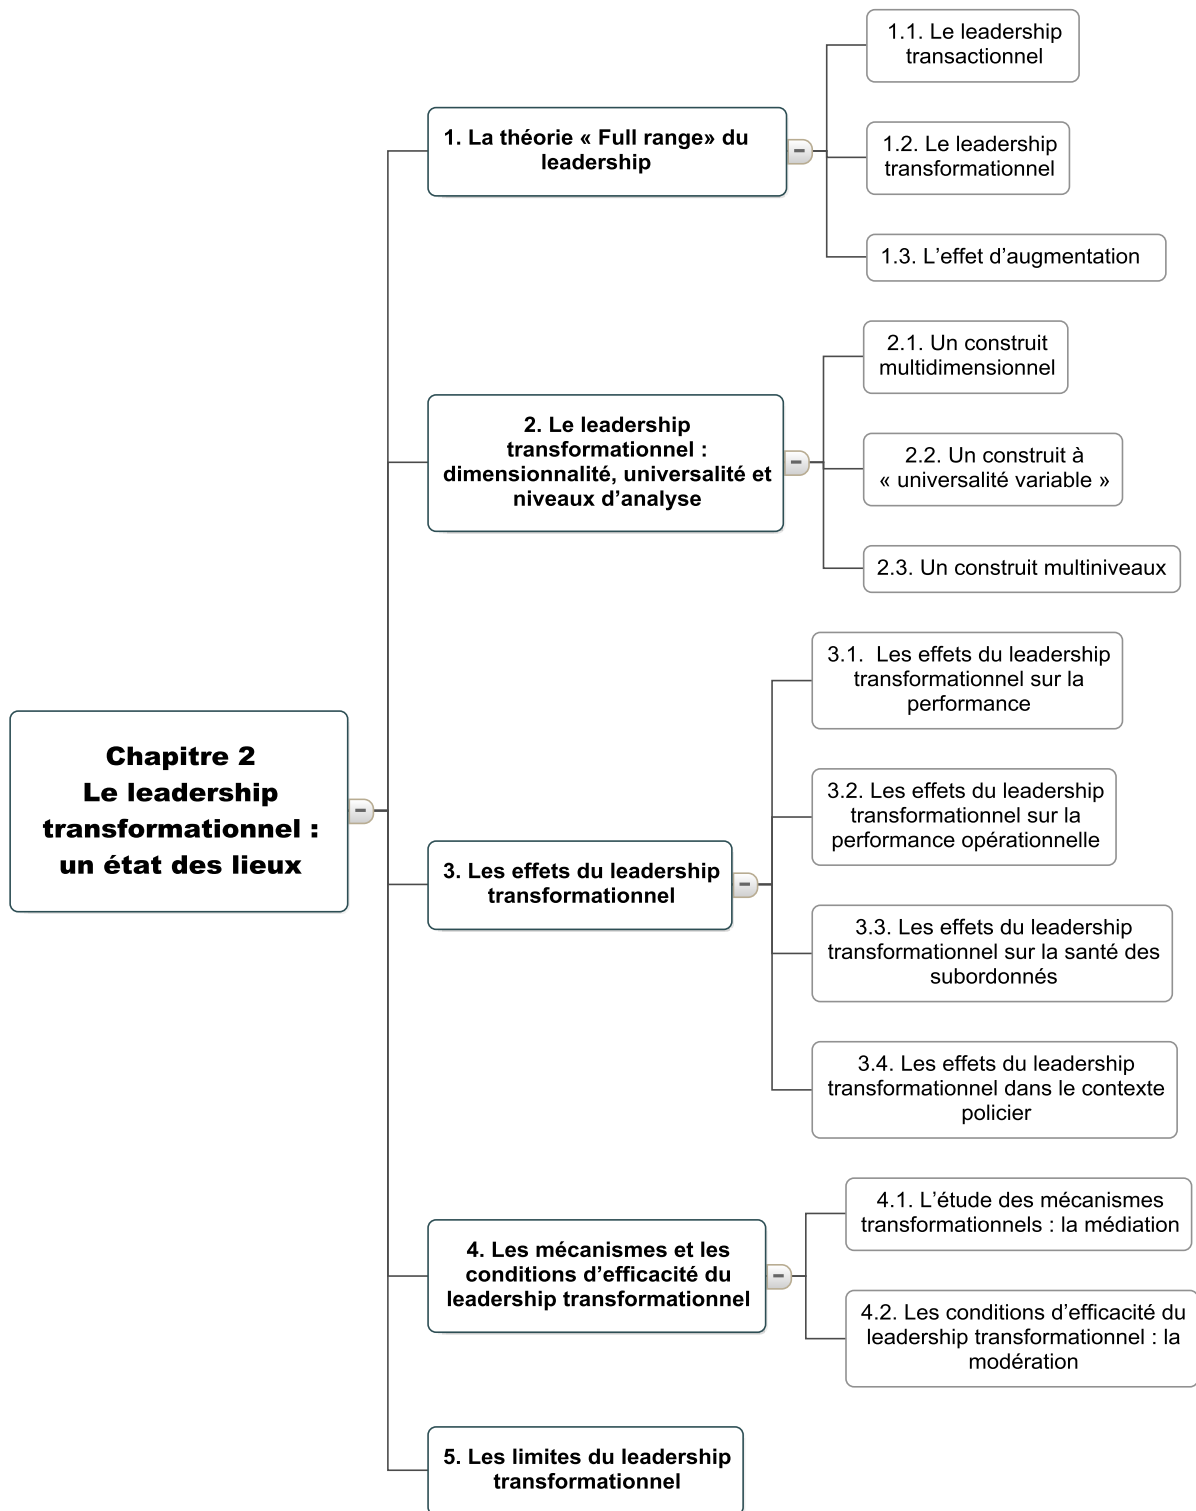 Chapitre 2
Le leadership
transformationnel :
un état des lieux
1. La théorie « Full range» du
leadership
1.1. Le leadership
transactionnel
1.2. Le leadership
transformationnel
1.3. L’effet d’augmentation
2. Le leadership
transformationnel :
dimensionnalité, universalité et
niveaux d’analyse
2.1. Un construit
multidimensionnel
2.2. Un construit à
« universalité variable »
2.3. Un construit multiniveaux
3. Les effets du leadership
transformationnel
3.1. Les effets du leadership
transformationnel sur la
performance
3.2. Les effets du leadership
transformationnel sur la
performance opérationnelle
3.3. Les effets du leadership
transformationnel sur la santé des
subordonnés
3.4. Les effets du leadership
transformationnel dans le contexte
policier
4. Les mécanismes et les
conditions d’efficacité du
leadership transformationnel
4.1. L’étude des mécanismes
transformationnels : la médiation
4.2. Les conditions d’efficacité du
leadership transformationnel : la
modération
5. Les limites du leadership
transformationnel